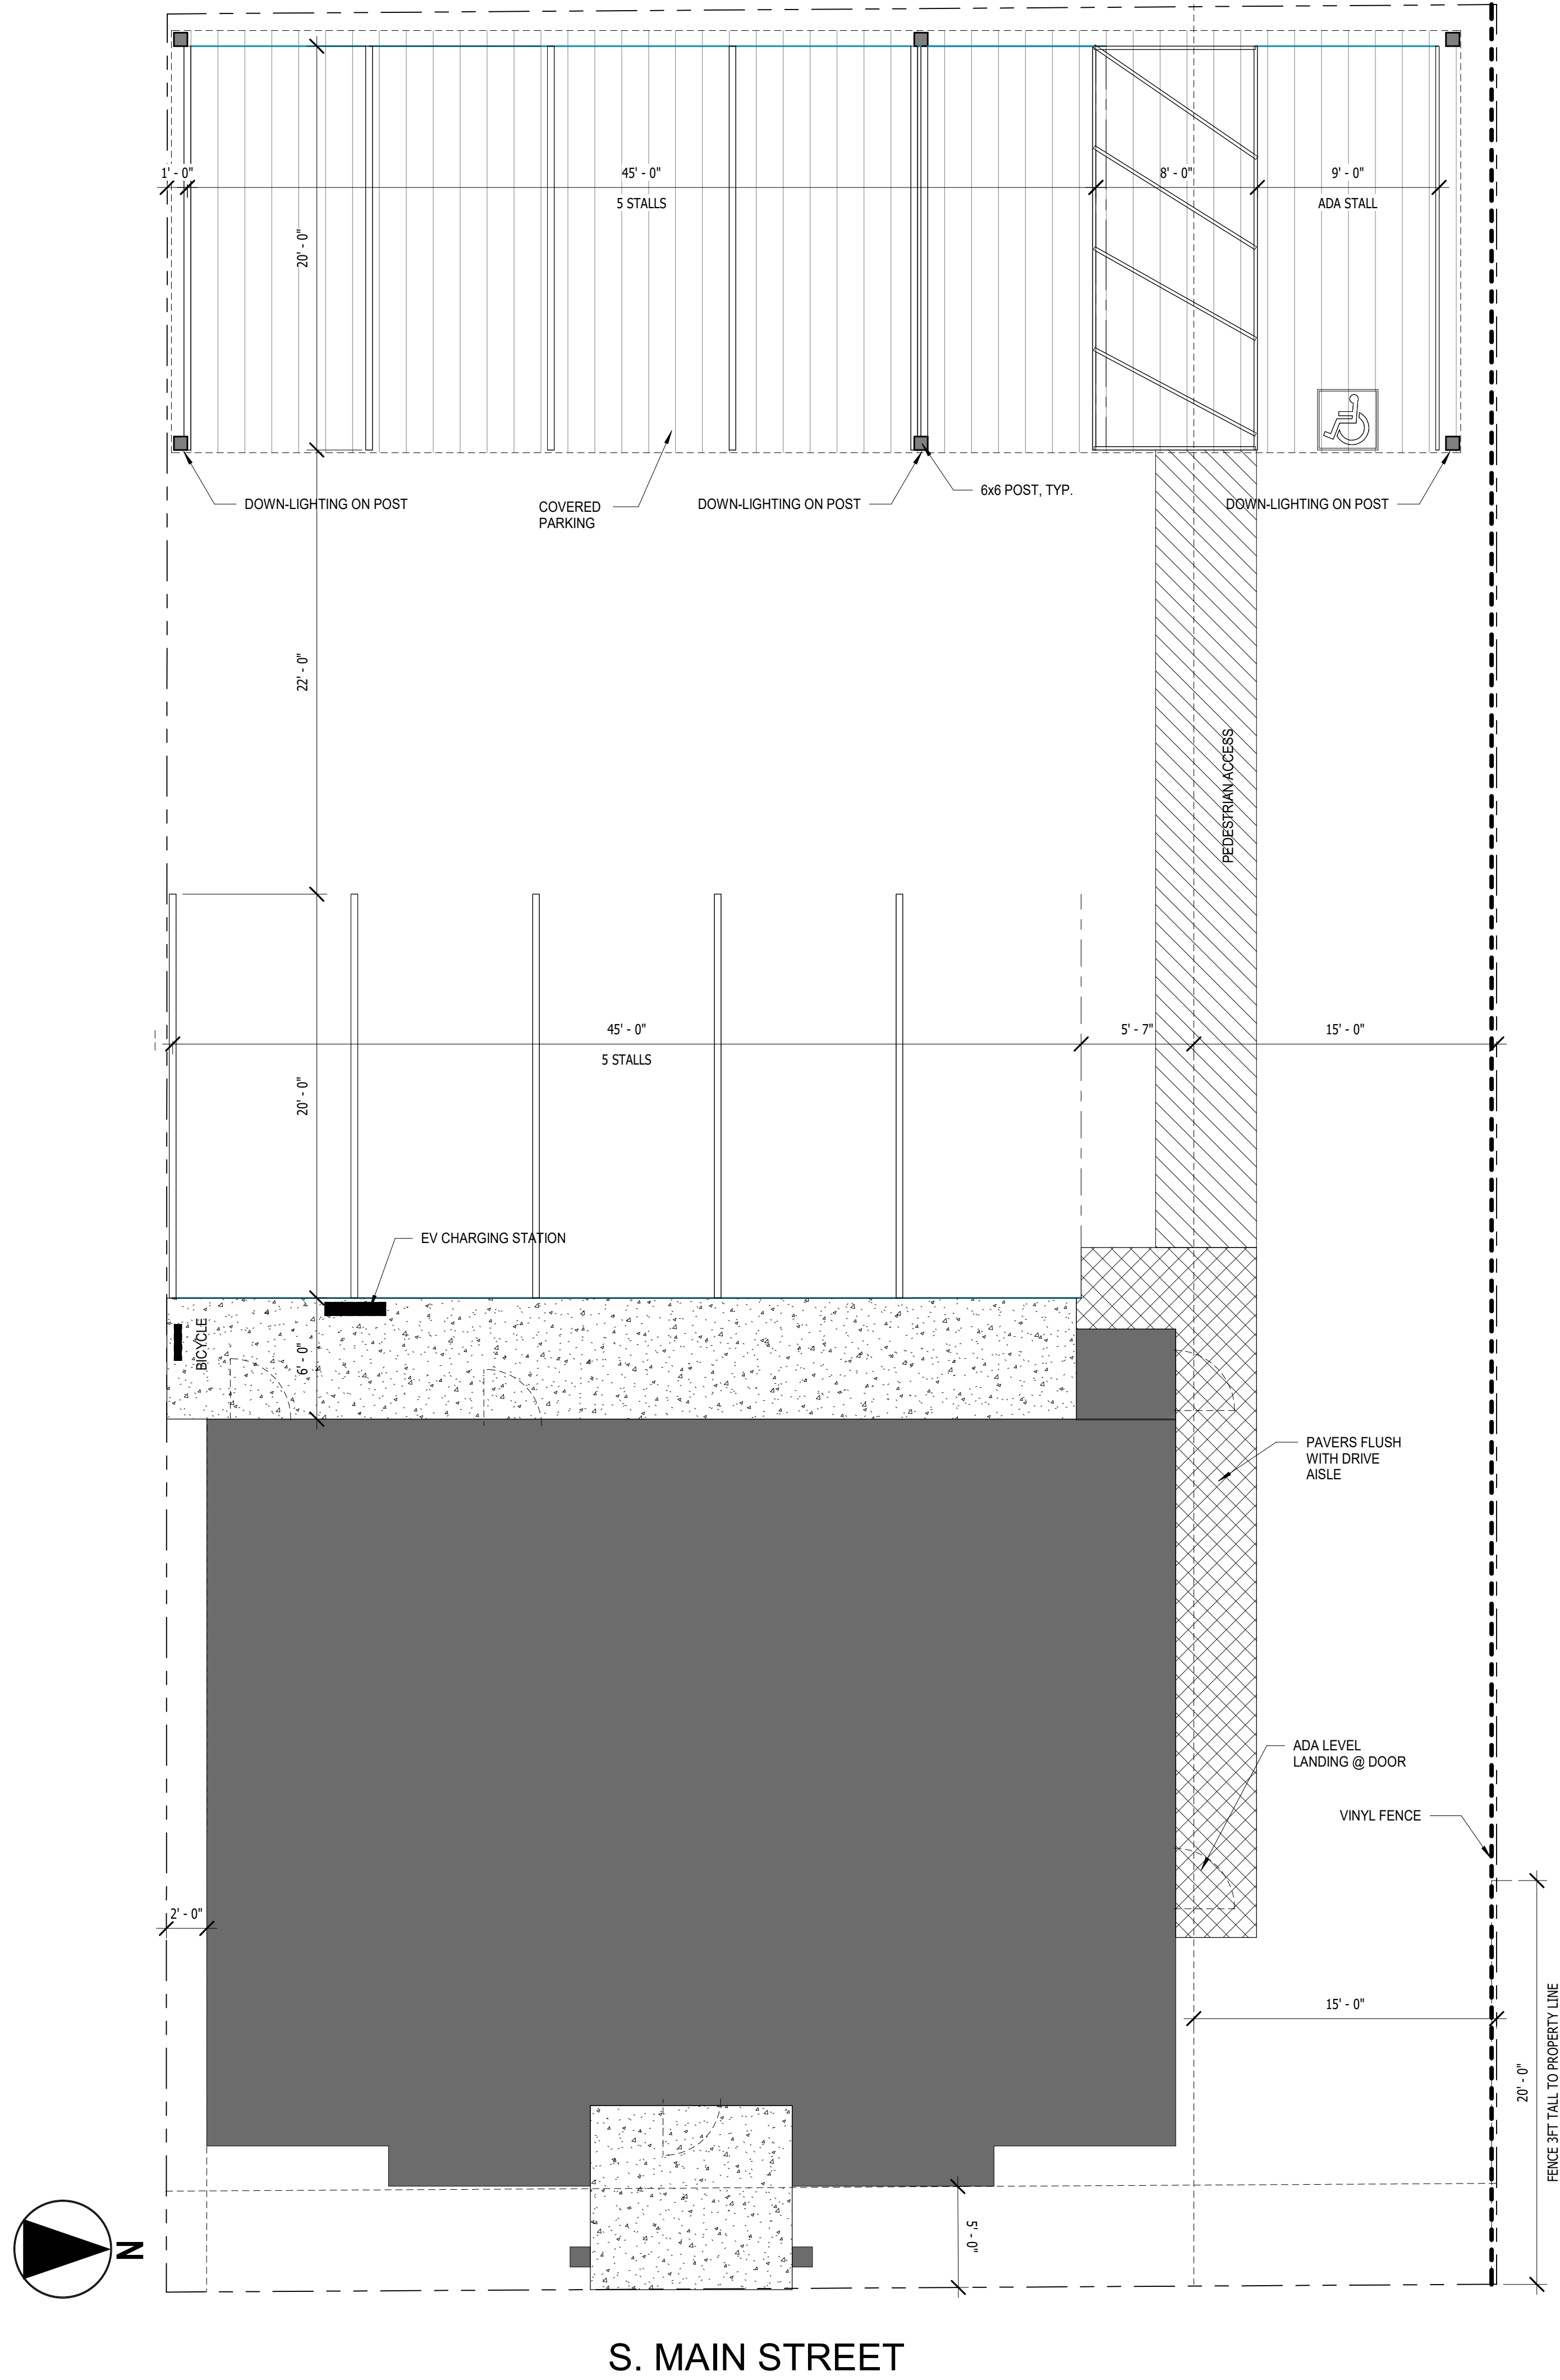 1' - 0"
45' - 0"
8' - 0"
9' - 0"
5 STALLS
ADA STALL
20' - 0"
DOWN-LIGHTING ON POST
COVERED
PARKING
DOWN-LIGHTING ON POST
6x6 POST, TYP.
DOWN-LIGHTING ON POST
22' - 0"
PEDESTRIAN ACCESS
45' - 0"
5' - 7"
15' - 0"
5 STALLS
20' - 0"
EV CHARGING STATION
BICYCLE
6' - 0"
PAVERS FLUSH
WITH DRIVE
AISLE
ADA LEVEL
LANDING @ DOOR
VINYL FENCE
2' - 0"
15' - 0"
20' - 0"
FENCE 3FT TALL TO PROPERTY LINE
5' - 0"
N
S. MAIN STREET